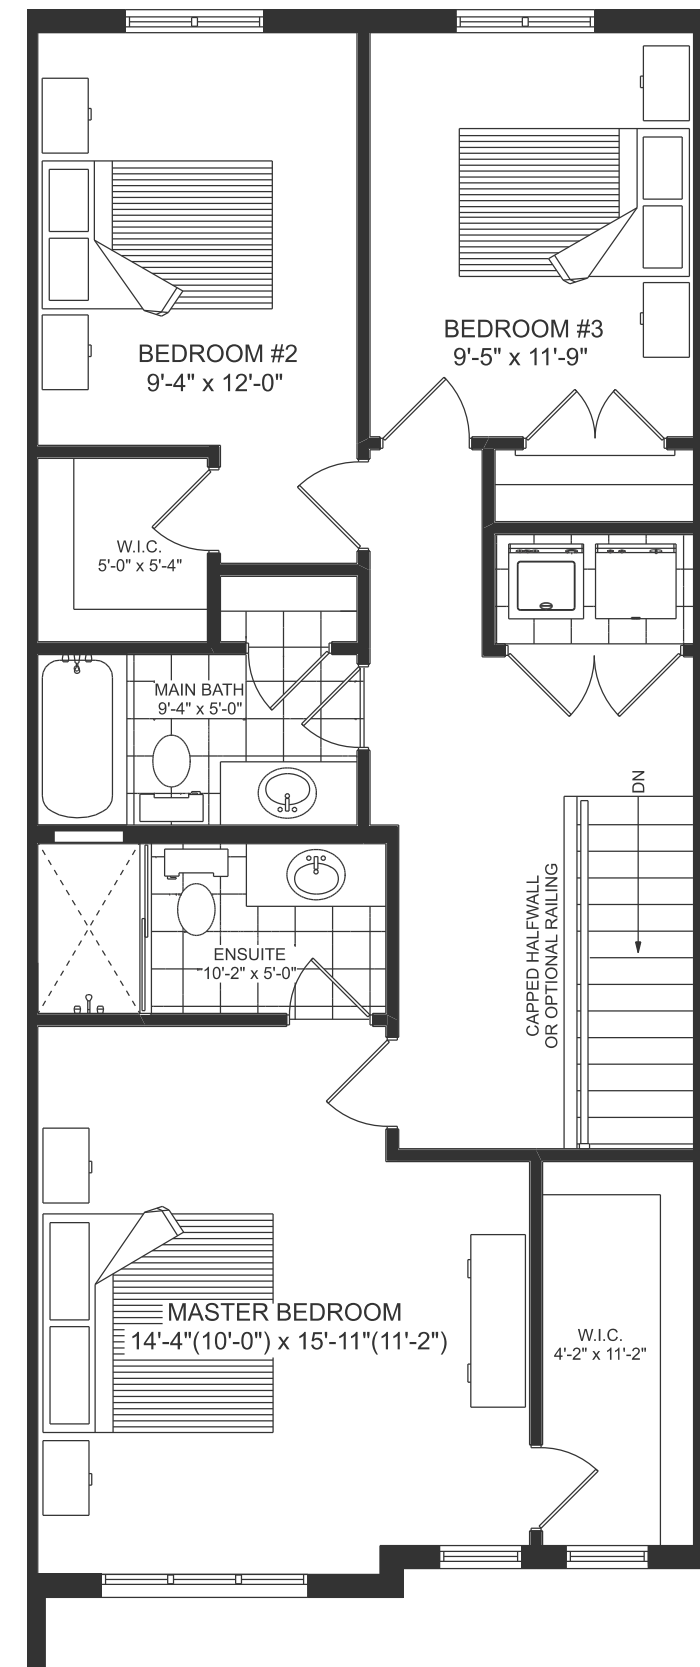 BEDROOM #2
9'-4" x 12'-0"
BEDROOM #3
9'-5" x 11'-9"
W.I.C.
5'-0" x 5'-4"
MAIN BATH
9'-4" x 5'-0"
DN
CAPPED HALFWALL
OR OPTIONAL RAILING
ENSUITE
10'-2" x 5'-0"
MASTER BEDROOM
14'-4"(10'-0") x 15'-11"(11'-2")
W.I.C.
4'-2" x 11'-2"